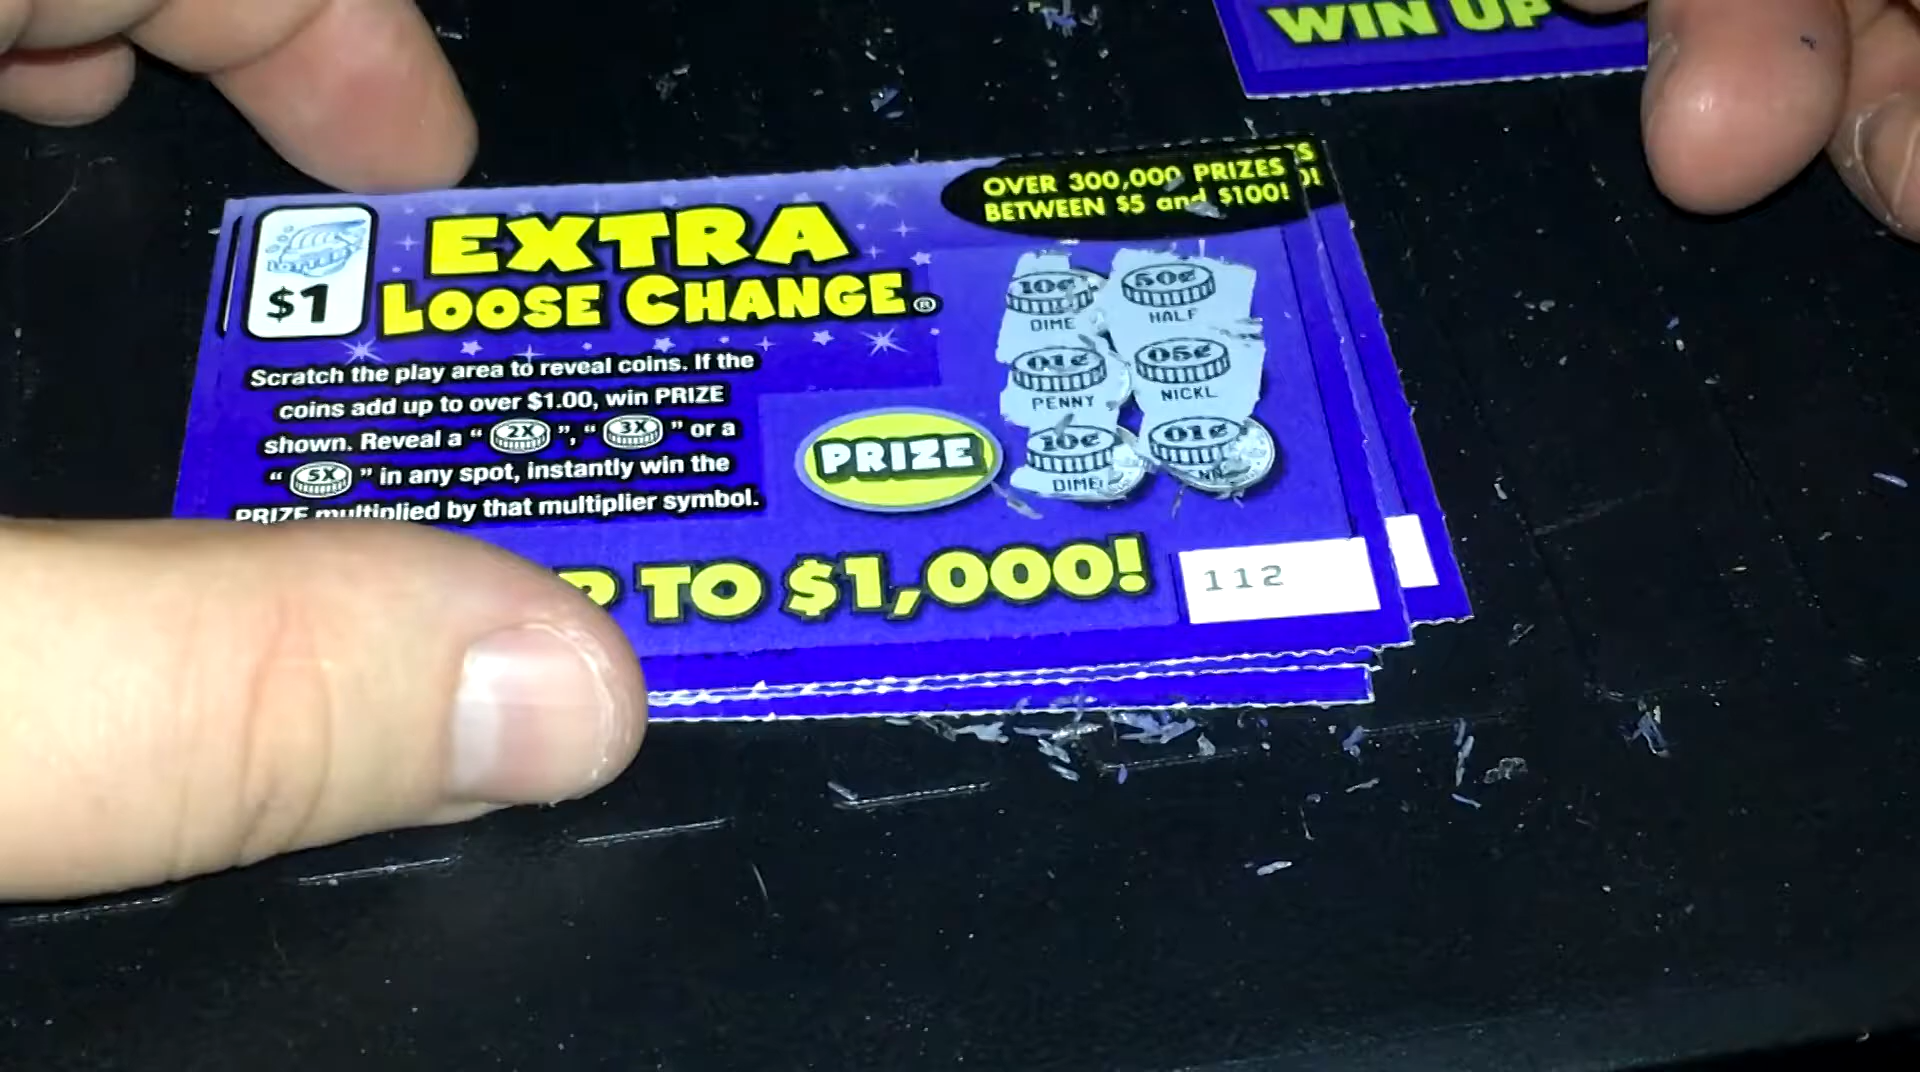 WIN UP
OVER 300,000 PRIZES
BETWEEN $5 and $100!
$1
EXTRA
LOOSE CHANGE®
Scratch the play area to reveal coins. If the
coins add up to over $1.00, win PRIZE
shown. Reveal a “ 2X ”, “ 3X ” or a
“ 5X ” in any spot, instantly win the
PRIZE multiplied by that multiplier symbol.
PRIZE
10¢ 50¢
DIME HALF
01¢ 05¢
PENNY NICKL
10¢ 01¢
DIME
TO $1,000!
112